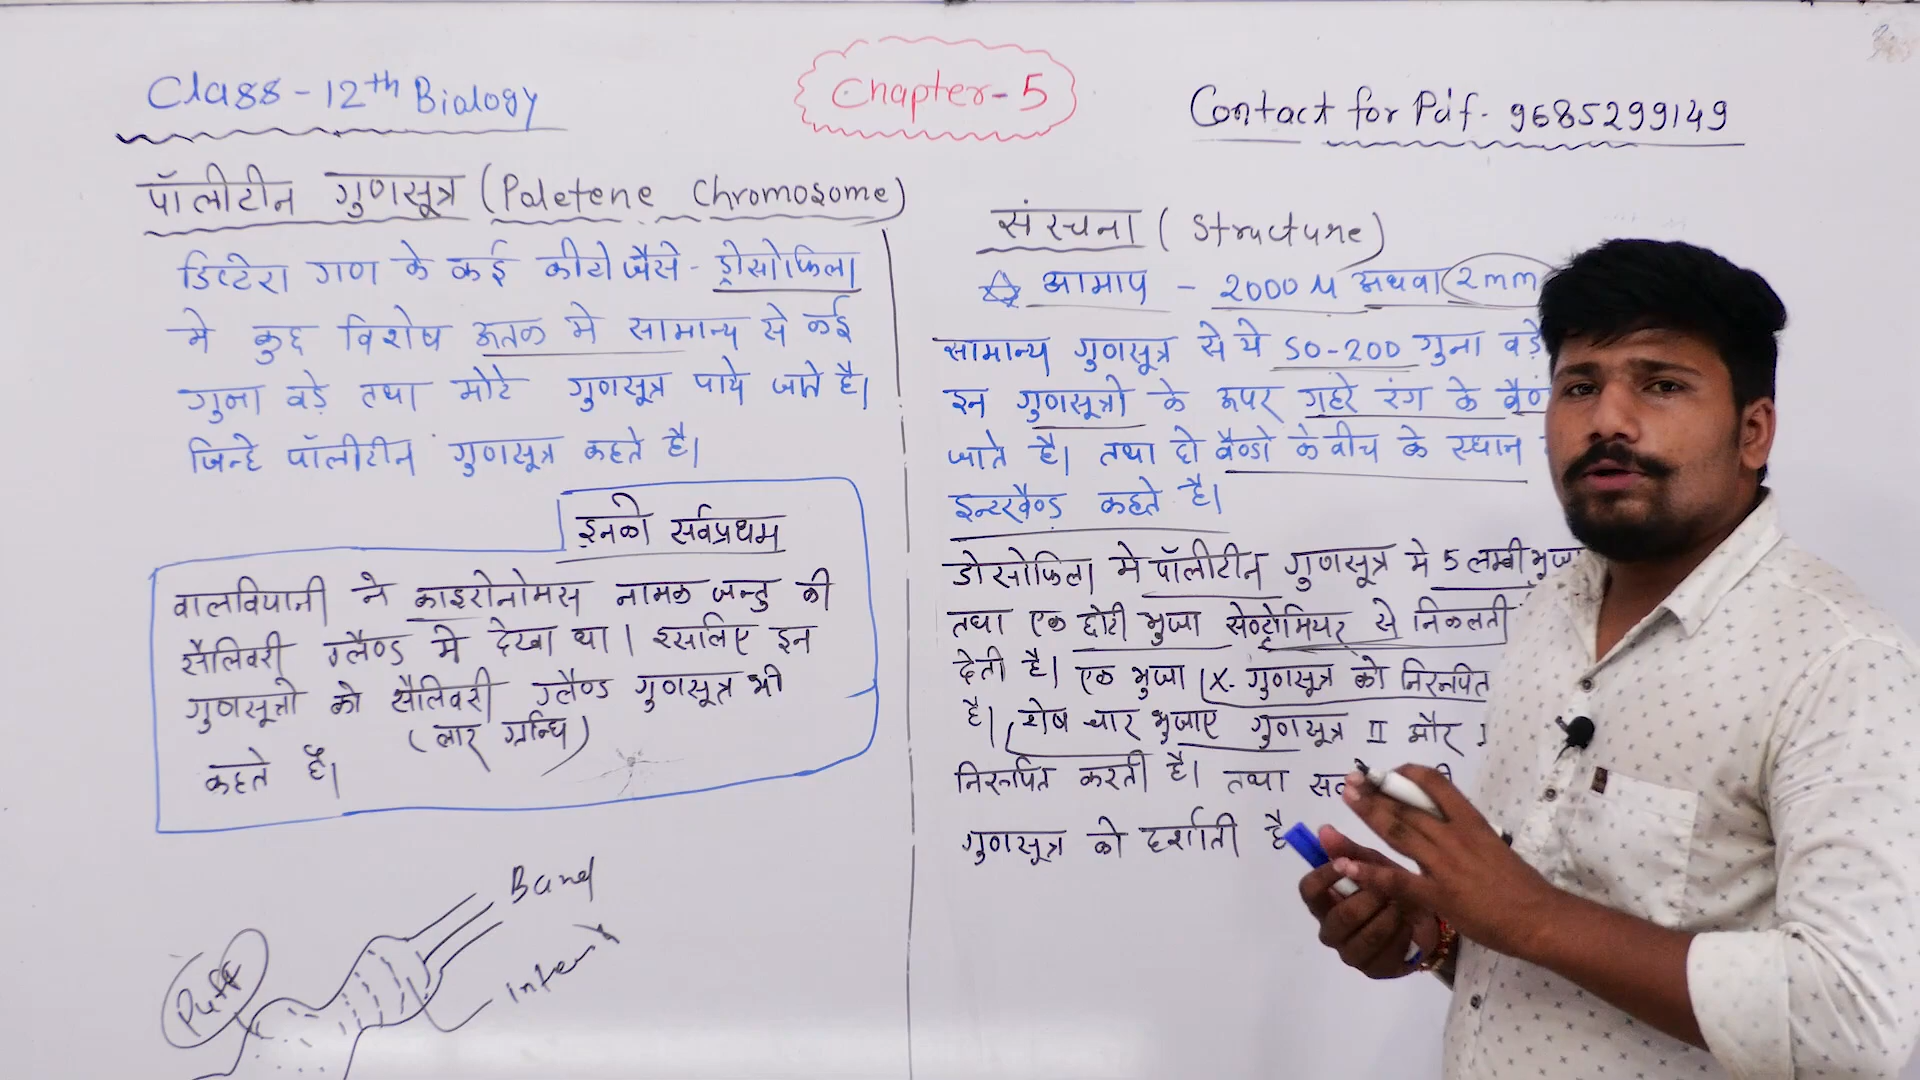 Class - 12th Biology
Chapter-5
Contact for Pdf - 9685299149
पॉलीटीन गुणसूत्र (Poletene Chromosome)
डिप्टेरा गण के कई कीटो जैसे - ड्रोसोफिला
मे कुछ विशेष ऊतक मे सामान्य से कई
गुना बड़े तथा मोटे गुणसूत्र पाये जाते है।
जिन्हे पॉलीटीन गुणसूत्र कहते है।
इनको सर्वप्रथम
वालवियानी ने काइरोनोमस नामक जन्तु की
सैलिवरी ग्लैण्ड मे देखा था। इसलिए इन
गुणसूत्रो को सैलिवरी ग्लैण्ड गुणसूत्र भी
(लार ग्रन्थि)
कहते है।
Band
Inter
Puff
संरचना (Structure)
आमाप - 2000 μ अथवा 2mm
सामान्य गुणसूत्र से ये 50-200 गुना बड़े
इन गुणसूत्रो के ऊपर गहरे रंग के
जाते है। तथा दो बैण्डो के बीच के स्थान
इन्टरबैण्ड कहते है।
डोसोफिला मे पॉलीटीन गुणसूत्र मे 5 लम्बी भुजा
तथा एक छोटी भुजा सेण्ट्रोमियर से निकलती
देती है। एक भुजा X- गुणसूत्र को निरूपित
है। शेष चार भुजाए गुणसूत्र II और
निरूपित करती है। तथा
गुणसूत्र को दर्शाती है